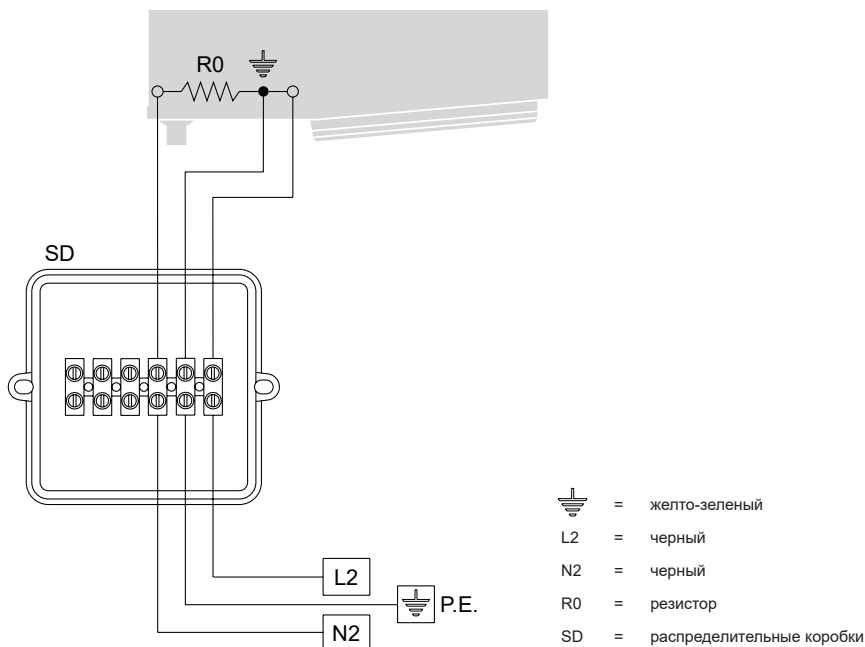 R0
SD
L2
P.E.
N2
= желто-зеленый
L2 = черный
N2 = черный
R0 = резистор
SD = распределительные коробки